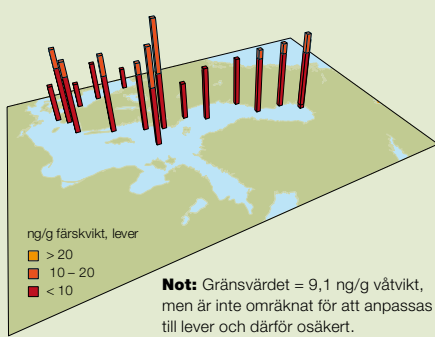 ng/g färskvikt, lever
> 20
10 – 20
< 10
Not: Gränsvärdet = 9,1 ng/g våtvikt,
men är inte omräknat för att anpassas
till lever och därför osäkert.